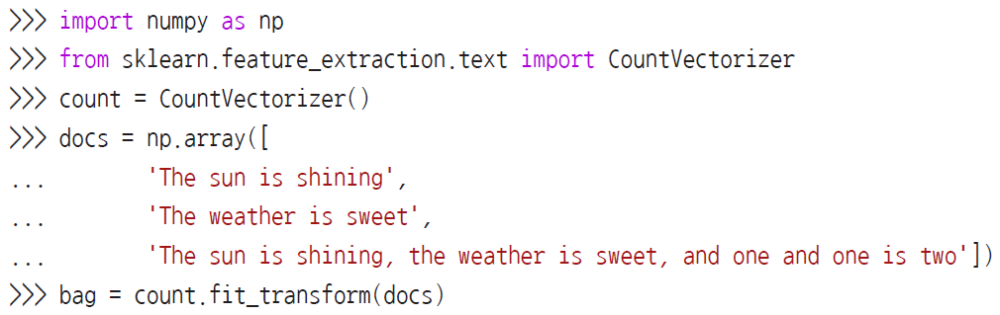 >>> import numpy as np
>>> from sklearn.feature_extraction.text import CountVectorizer
>>> count = CountVectorizer()
>>> docs = np.array([
...        'The sun is shining',
...        'The weather is sweet',
...        'The sun is shining, the weather is sweet, and one and one is two'])
>>> bag = count.fit_transform(docs)